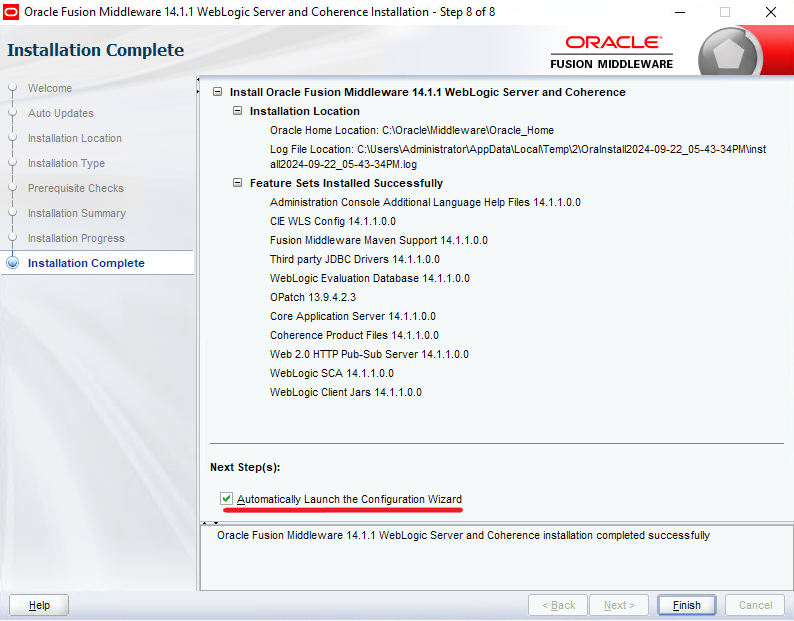 Oracle Fusion Middleware 14.1.1 WebLogic Server and Coherence Installation - Step 8 of 8
Installation Complete
ORACLE
FUSION MIDDLEWARE
Welcome
Auto Updates
Installation Location
Installation Type
Prerequisite Checks
Installation Summary
Installation Progress
Installation Complete
Install Oracle Fusion Middleware 14.1.1 WebLogic Server and Coherence
Installation Location
Oracle Home Location: C:\Oracle\Middleware\Oracle_Home
Log File Location: C:\Users\Administrator\AppData\Local\Temp\2\OraInstall2024-09-22_05-43-34PM\inst
all2024-09-22_05-43-34PM.log
Feature Sets Installed Successfully
Administration Console Additional Language Help Files 14.1.1.0.0
CIE WLS Config 14.1.1.0.0
Fusion Middleware Maven Support 14.1.1.0.0
Third party JDBC Drivers 14.1.1.0.0
WebLogic Evaluation Database 14.1.1.0.0
OPatch 13.9.4.2.3
Core Application Server 14.1.1.0.0
Coherence Product Files 14.1.1.0.0
Web 2.0 HTTP Pub-Sub Server 14.1.1.0.0
WebLogic SCA 14.1.1.0.0
WebLogic Client Jars 14.1.1.0.0
Next Step(s):
Automatically Launch the Configuration Wizard
Oracle Fusion Middleware 14.1.1 WebLogic Server and Coherence installation completed successfully
Help
< Back
Next >
Finish
Cancel